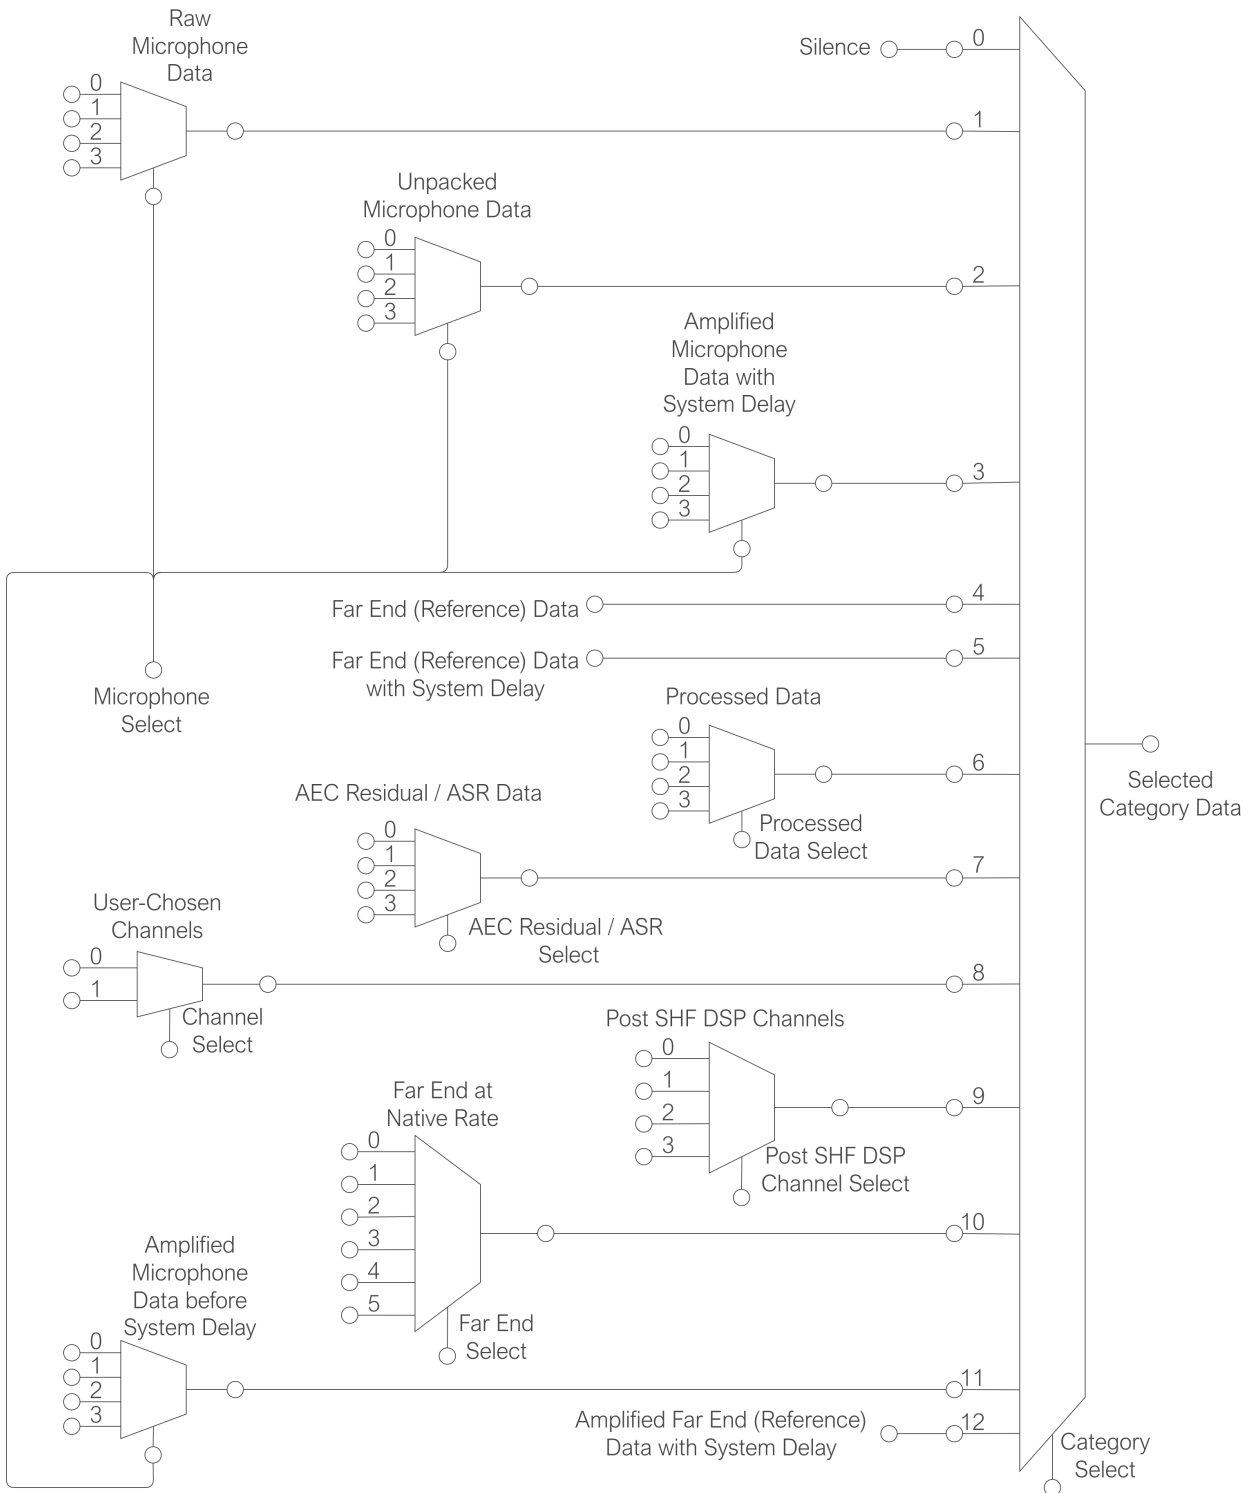 Raw
Microphone
Data
0
1
2
3
Silence
0
1
Unpacked
Microphone Data
0
1
2
3
2
Amplified
Microphone
Data with
System Delay
0
1
2
3
3
Far End (Reference) Data
4
Far End (Reference) Data
with System Delay
5
Microphone
Select
Processed Data
0
1
2
3
6
Processed
Data Select
Selected
Category Data
AEC Residual / ASR Data
0
1
2
3
7
AEC Residual / ASR
Select
User-Chosen
Channels
0
1
8
Channel
Select
Post SHF DSP Channels
0
1
2
3
9
Post SHF DSP
Channel Select
Far End at
Native Rate
0
1
2
3
4
5
10
Far End
Select
Amplified
Microphone
Data before
System Delay
0
1
2
3
11
Amplified Far End (Reference)
Data with System Delay
12
Category
Select